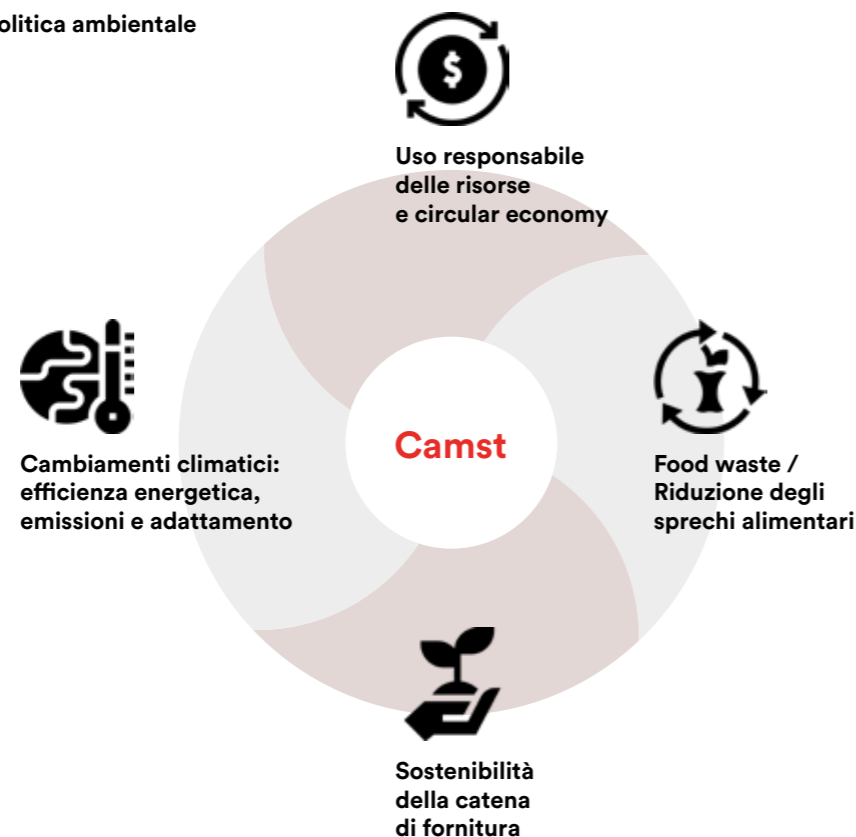 olitica ambientale
$
Uso responsabile
delle risorse
e circular economy
Cambiamenti climatici:
efficienza energetica,
emissioni e adattamento
Camst
Food waste /
Riduzione degli
sprechi alimentari
Sostenibilità
della catena
di fornitura